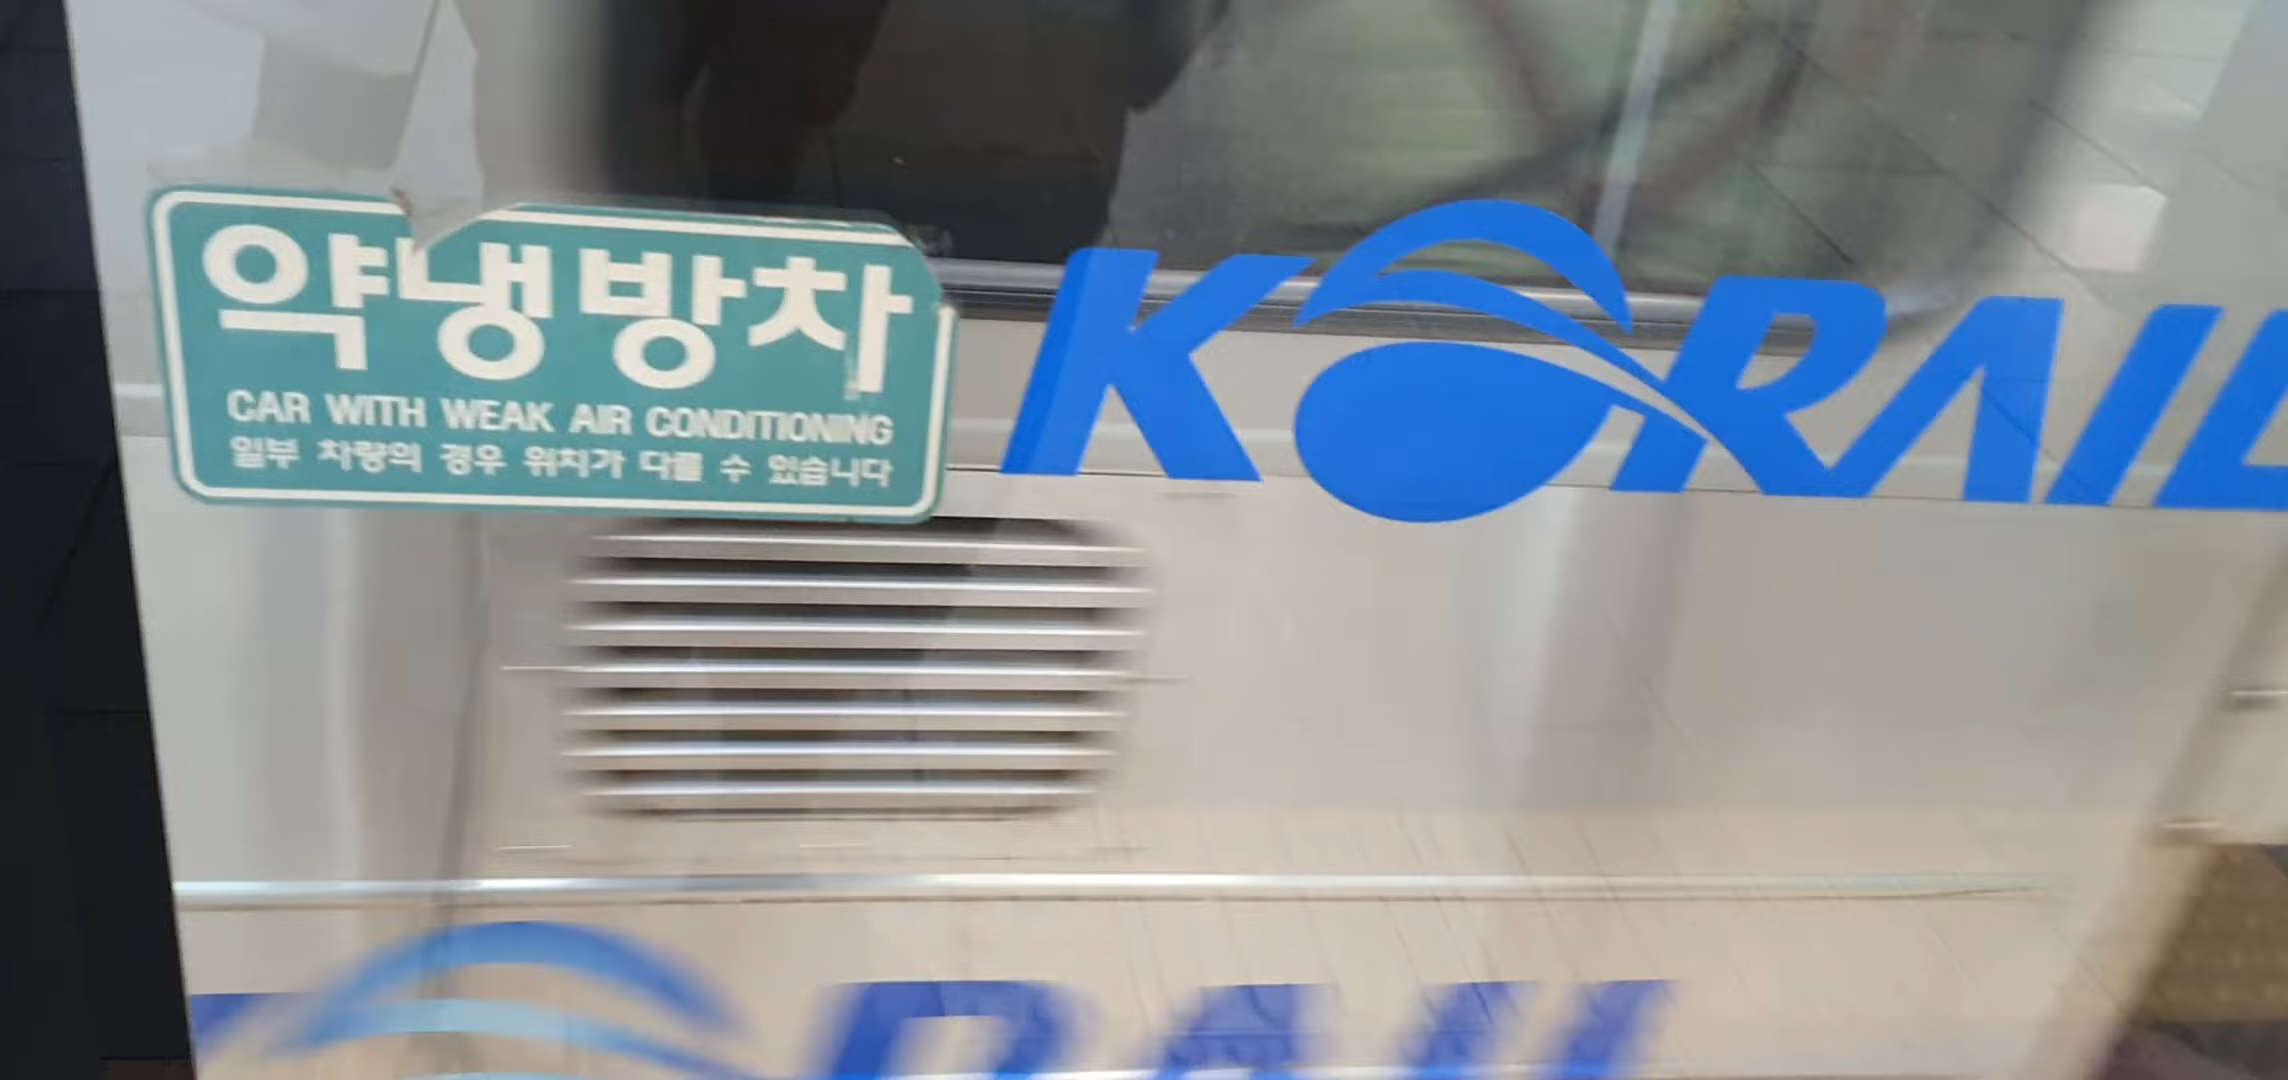 약냉방차
CAR WITH WEAK AIR CONDITIONING
일부 차량의 경우 위치가 다를 수 있습니다
KORAIL
RAIL